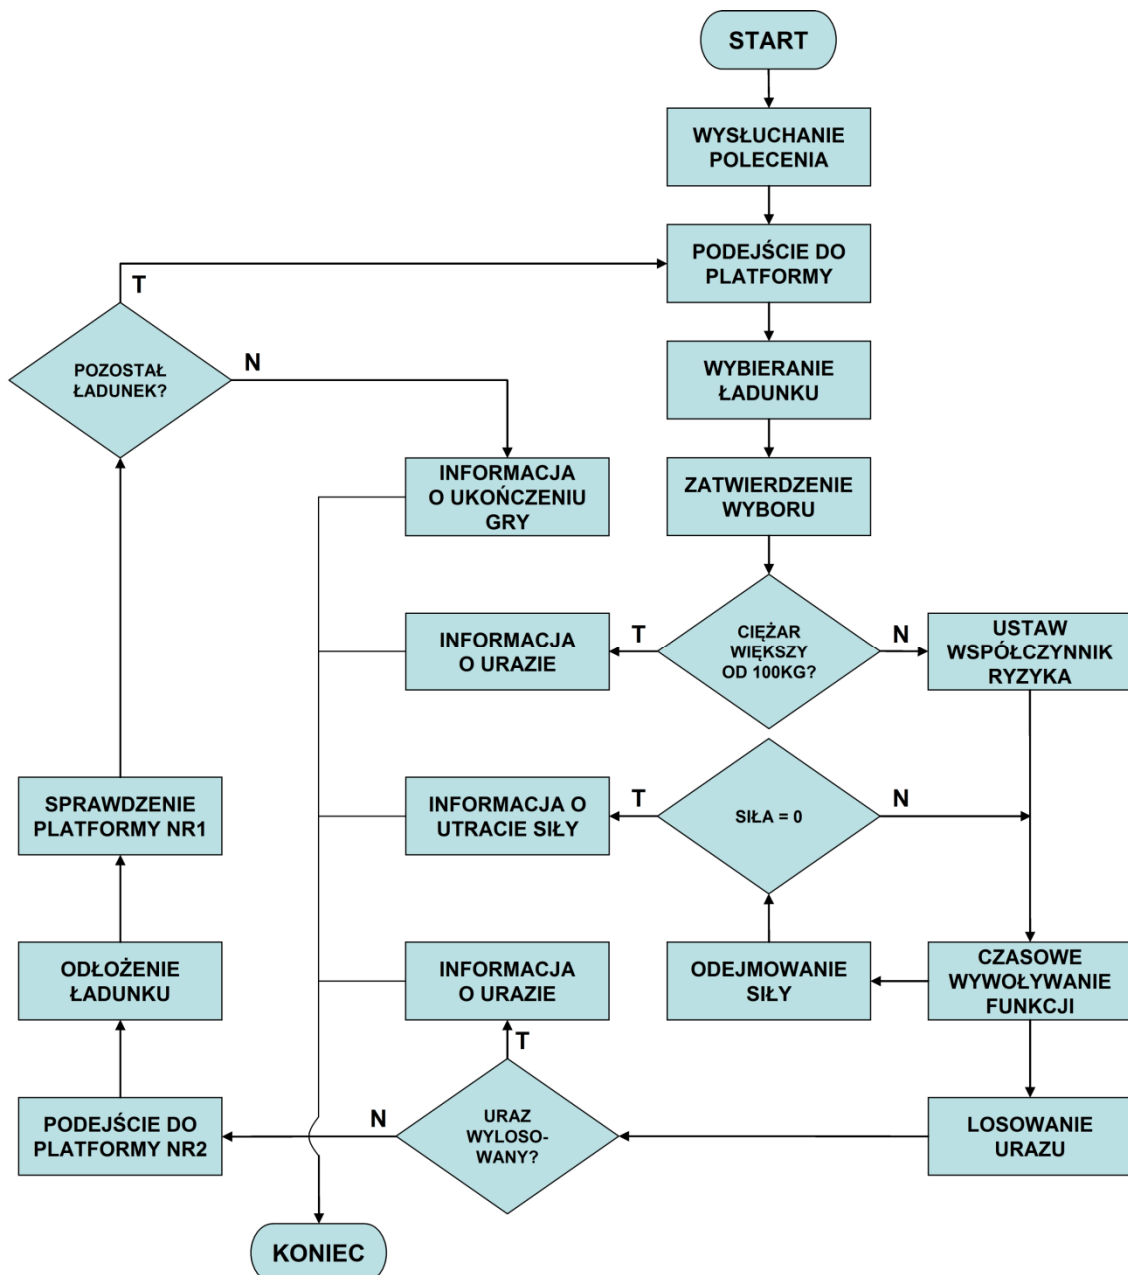 START
WYSŁUCHANIE
POLECENIA
PODEJŚCIE DO
PLATFORMY
T
POZOSTAŁ
ŁADUNEK?
N
WYBIERANIE
ŁADUNKU
INFORMACJA
O UKOŃCZENIU
GRY
ZATWIERDZENIE
WYBORU
INFORMACJA
O URAZIE
T
CIĘŻAR
WIĘKSZY
OD 100KG?
N
USTAW
WSPÓŁCZYNNIK
RYZYKA
SPRAWDZENIE
PLATFORMY NR1
INFORMACJA O
UTRACIE SIŁY
T
SIŁA = 0
N
ODŁOŻENIE
ŁADUNKU
INFORMACJA
O URAZIE
ODEJMOWANIE
SIŁY
CZASOWE
WYWOŁYWANIE
FUNKCJI
T
PODEJŚCIE DO
PLATFORMY NR2
N
URAZ
WYLOSO-
WANY?
LOSOWANIE
URAZU
KONIEC